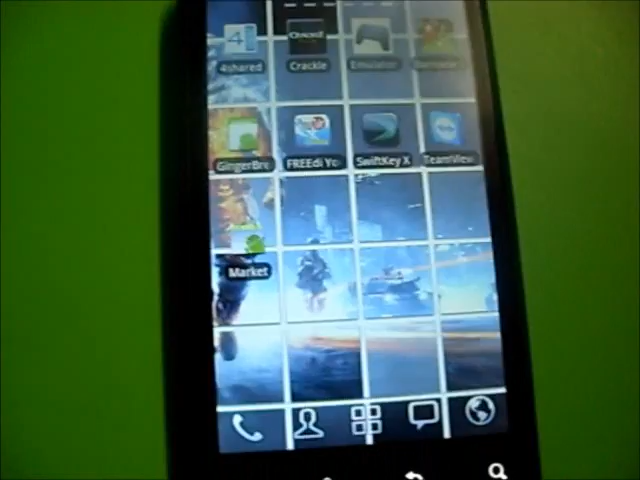 4shared
Crackle
Emulator
GingerBre
FREEdi Yo
SwiftKey X
TeamView
Market